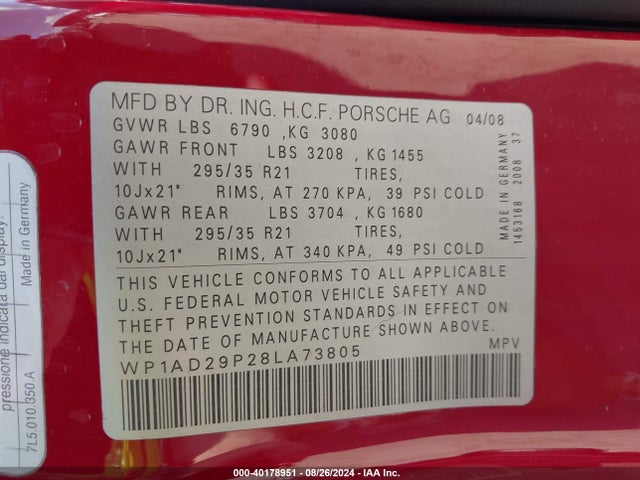 MFD BY DR. ING. H.C.F. PORSCHE AG 04/08
GVWR LBS 6790 , KG 3080
GAWR FRONT LBS 3208 , KG 1455
WITH 295/35 R21 TIRES,
10Jx21" RIMS, AT 270 KPA, 39 PSI COLD
GAWR REAR LBS 3704 , KG 1680
WITH 295/35 R21 TIRES,
10Jx21" RIMS, AT 340 KPA, 49 PSI COLD
THIS VEHICLE CONFORMS TO ALL APPLICABLE
U.S. FEDERAL MOTOR VEHICLE SAFETY AND
THEFT PREVENTION STANDARDS IN EFFECT ON
THE DATE OF MANUFACTURE SHOWN ABOVE.
WP1AD29P28LA73805 MPV
MADE IN GERMANY
1453168 2008 37
pressione indicata dal display!
Made in Germany
7L5.010.350.A
000-40178951 - 08/26/2024 - IAA Inc.